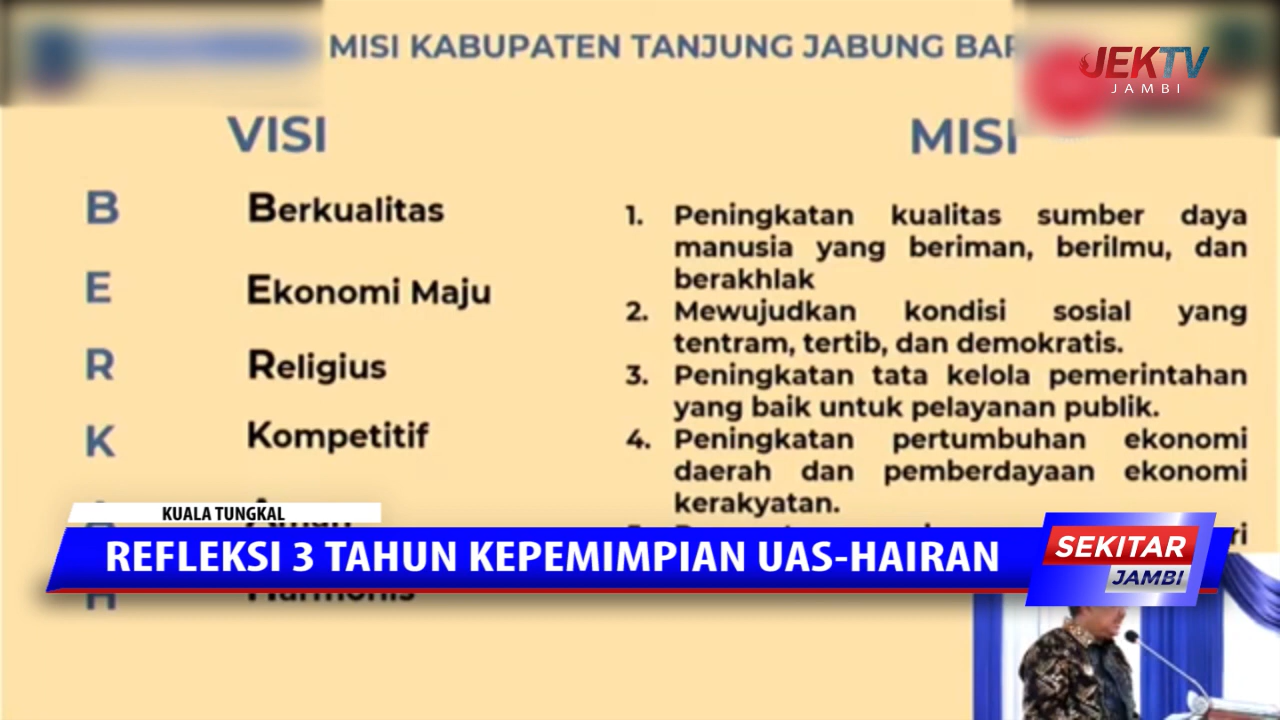 MISI KABUPATEN TANJUNG JABUNG BAR
JEKTV
JAMBI
VISI
MISI
B Berkualitas
E Ekonomi Maju
R Religius
K Kompetitif
A Aman
H Harmonis
1. Peningkatan kualitas sumber daya
manusia yang beriman, berilmu, dan
berakhlak
2. Mewujudkan kondisi sosial yang
tentram, tertib, dan demokratis.
3. Peningkatan tata kelola pemerintahan
yang baik untuk pelayanan publik.
4. Peningkatan pertumbuhan ekonomi
daerah dan pemberdayaan ekonomi
kerakyatan.
KUALA TUNGKAL
REFLEKSI 3 TAHUN KEPEMIMPIAN UAS-HAIRAN
SEKITAR
JAMBI